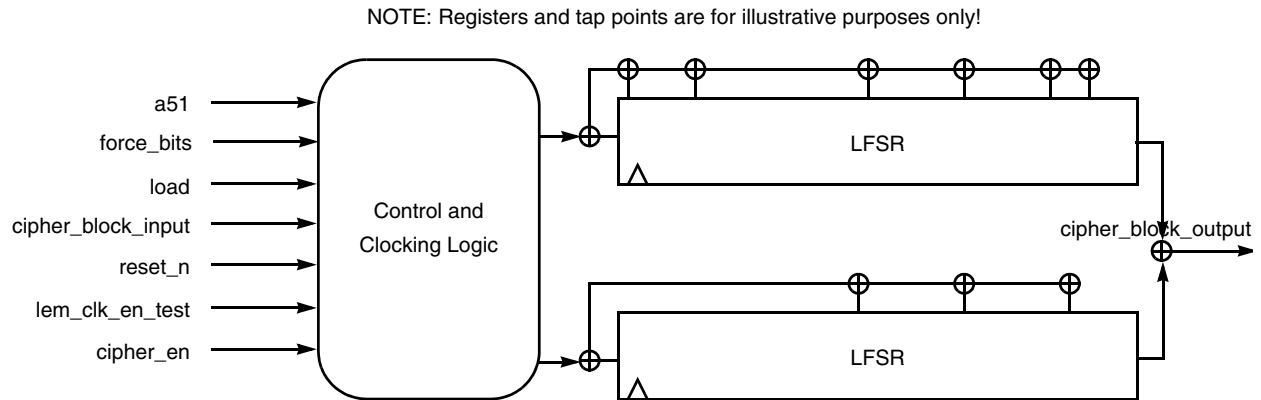 NOTE: Registers and tap points are for illustrative purposes only!
a51
force_bits
load
cipher_block_input
reset_n
lem_clk_en_test
cipher_en
Control and
Clocking Logic
LFSR
cipher_block_output
LFSR